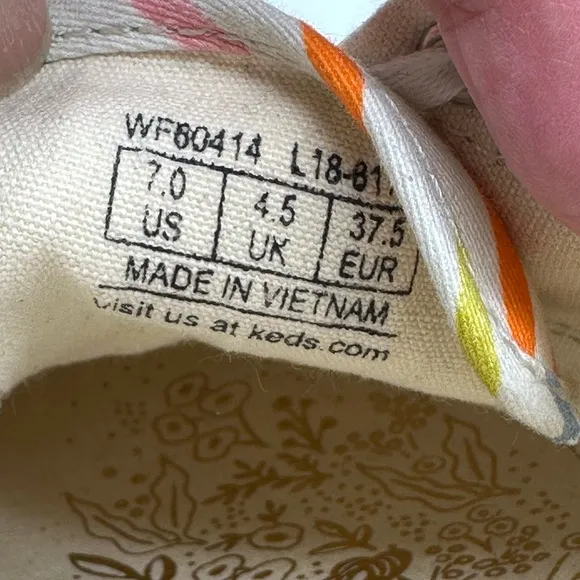 WF60414 L18-617
7.0 4.5 37.5
US UK EUR
MADE IN VIETNAM
visit us at keds.com